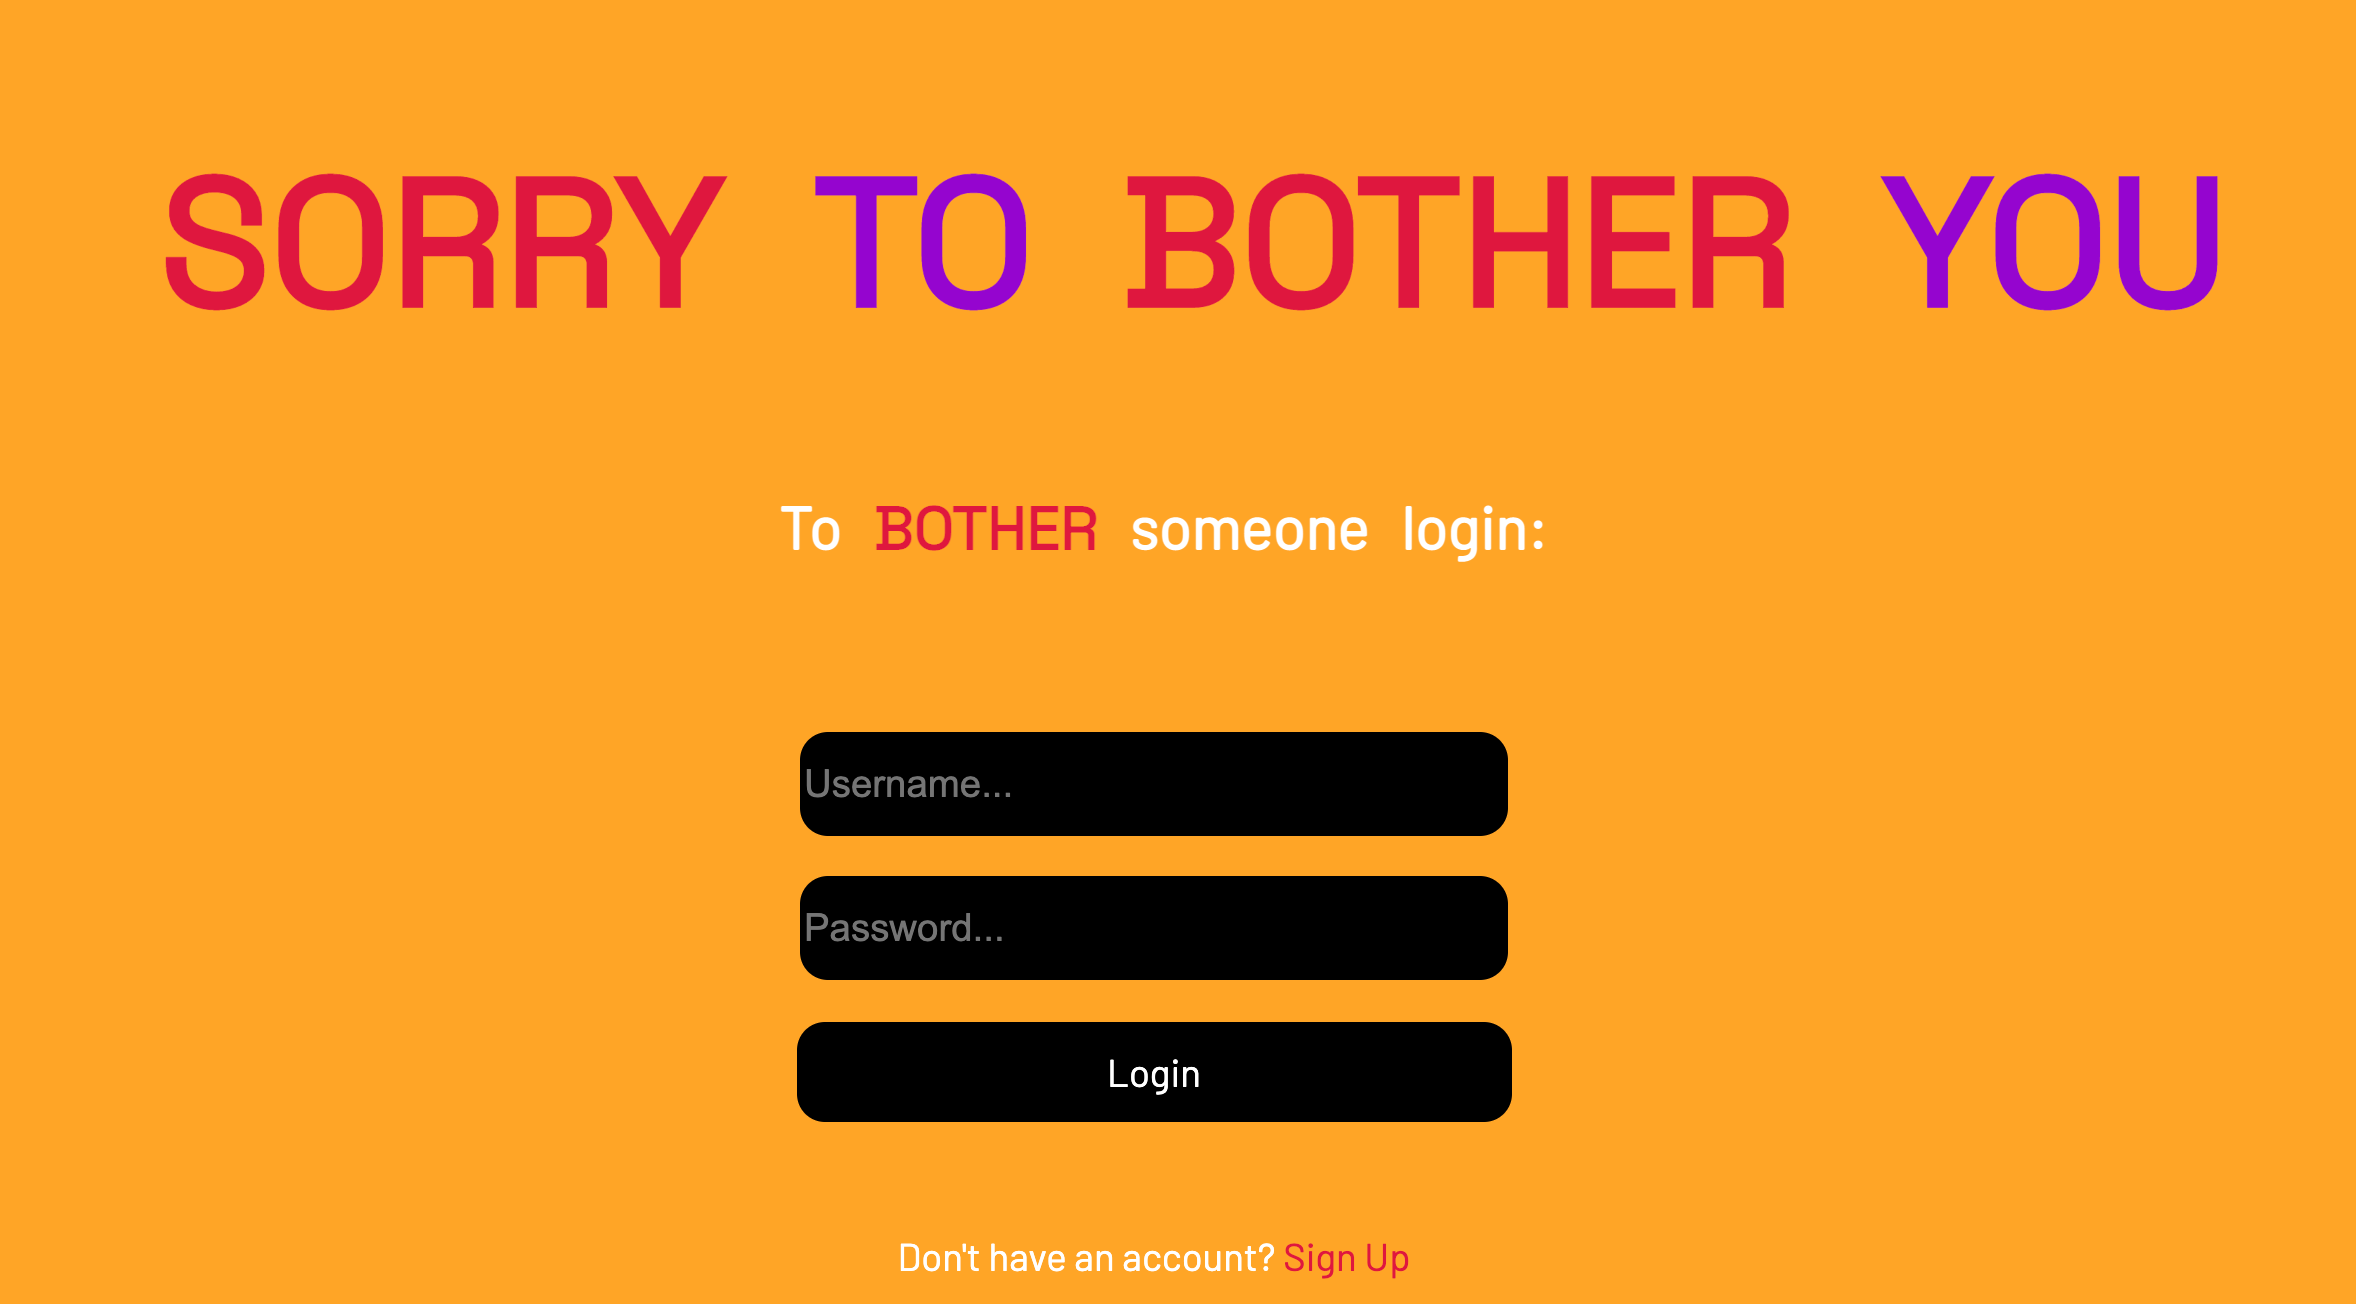 SORRY TO BOTHER YOU
To BOTHER someone login:
Username...
Password...
Login
Don't have an account? Sign Up